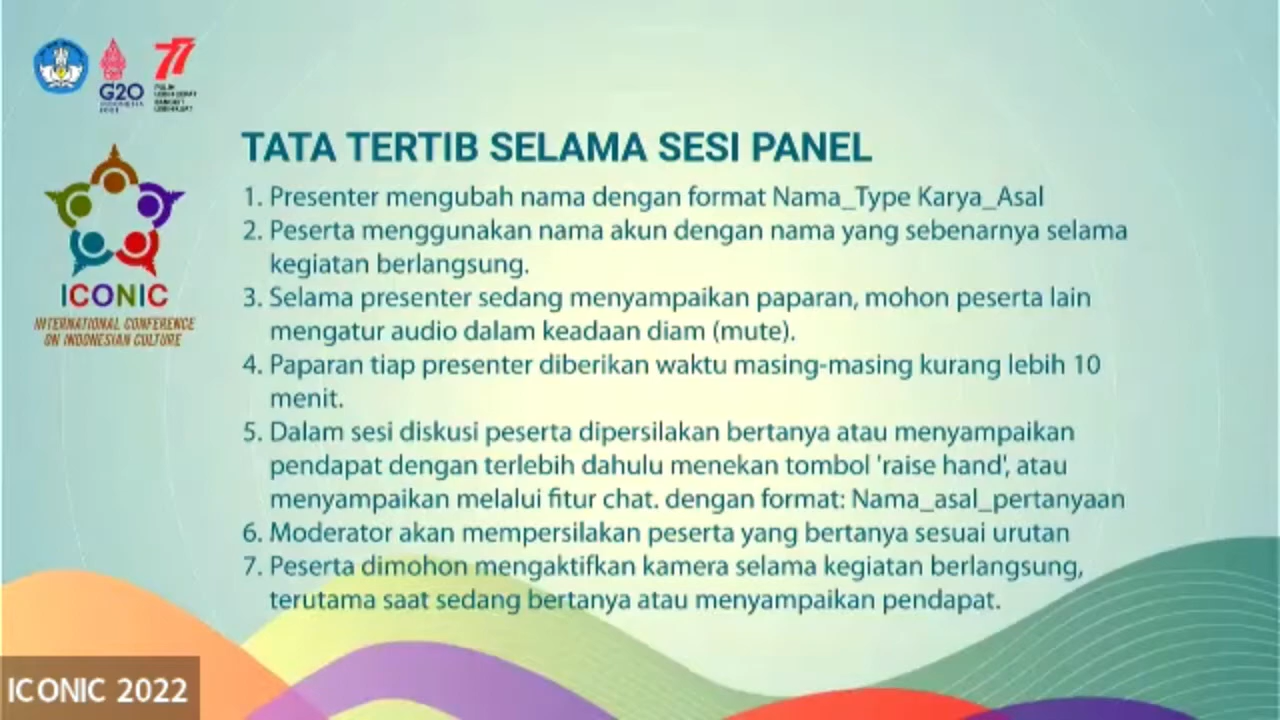 G20
INDONESIA
2022
77
TATA TERTIB SELAMA SESI PANEL
1. Presenter mengubah nama dengan format Nama_Type Karya_Asal
2. Peserta menggunakan nama akun dengan nama yang sebenarnya selama
kegiatan berlangsung.
3. Selama presenter sedang menyampaikan paparan, mohon peserta lain
mengatur audio dalam keadaan diam (mute).
4. Paparan tiap presenter diberikan waktu masing-masing kurang lebih 10
menit.
5. Dalam sesi diskusi peserta dipersilakan bertanya atau menyampaikan
pendapat dengan terlebih dahulu menekan tombol 'raise hand', atau
menyampaikan melalui fitur chat. dengan format: Nama_asal_pertanyaan
6. Moderator akan mempersilakan peserta yang bertanya sesuai urutan
7. Peserta dimohon mengaktifkan kamera selama kegiatan berlangsung,
terutama saat sedang bertanya atau menyampaikan pendapat.
ICONIC
INTERNATIONAL CONFERENCE
ON INDONESIAN CULTURE
ICONIC 2022